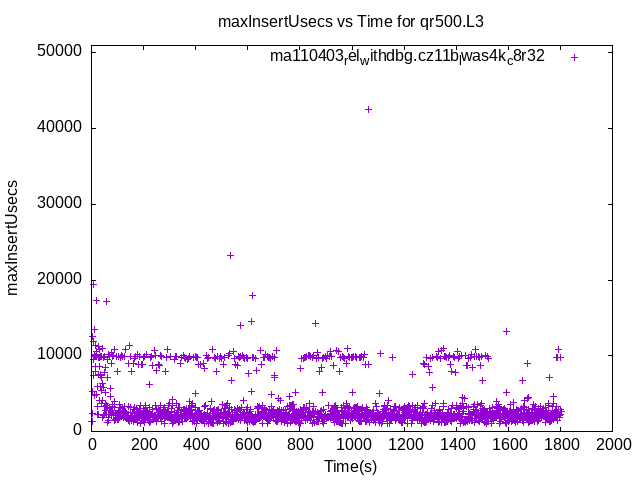 maxInsertUsecs vs Time for qr500.L3
ma110403relwithdbg.cz11blwas4kc8r32
50000
40000
30000
20000
10000
0
maxInsertUsecs
0 200 400 600 800 1000 1200 1400 1600 1800 2000
Time(s)